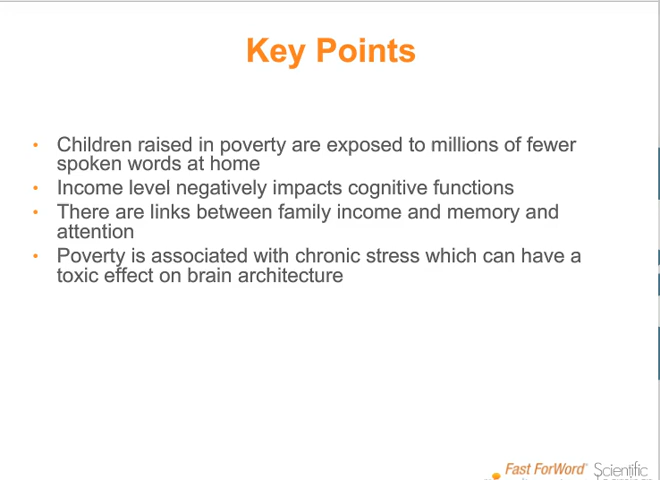 Key Points
• Children raised in poverty are exposed to millions of fewer
spoken words at home
• Income level negatively impacts cognitive functions
• There are links between family income and memory and
attention
• Poverty is associated with chronic stress which can have a
toxic effect on brain architecture
Fast ForWord Scientific